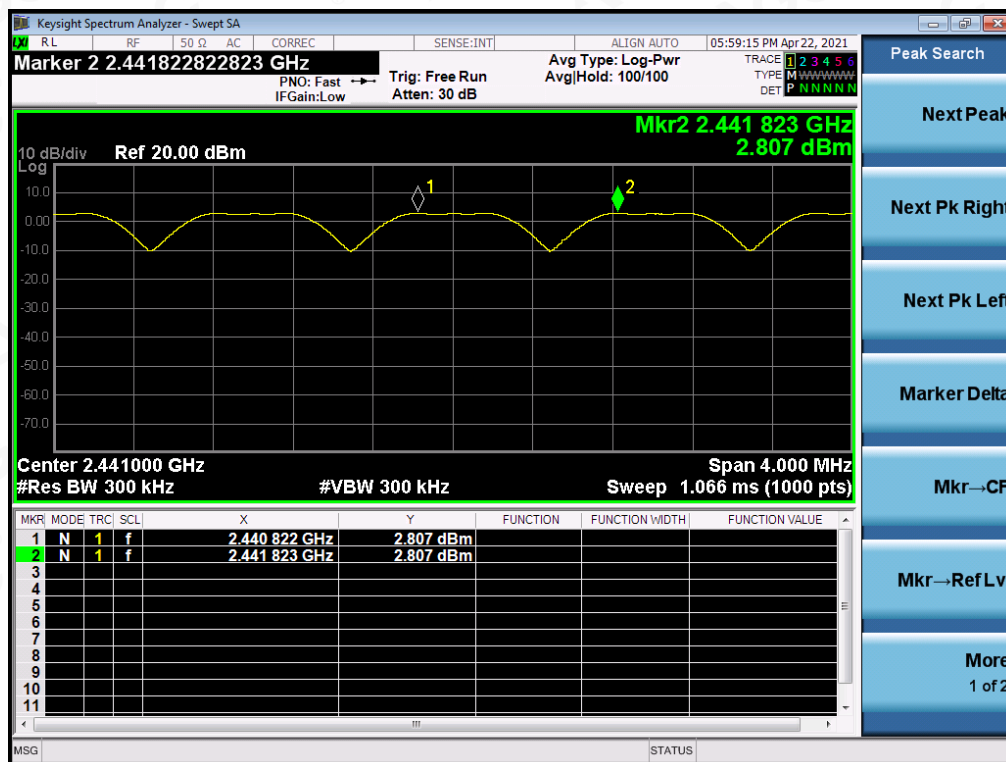 Keysight Spectrum Analyzer - Swept SA
LXI RL RF 50 Ω AC CORREC SENSE:INT ALIGN AUTO 05:59:15 PM Apr 22, 2021
Marker 2 2.441822822823 GHz
PNO: Fast
IFGain:Low
Trig: Free Run
Atten: 30 dB
Avg Type: Log-Pwr
Avg|Hold: 100/100
TRACE 1 2 3 4 5 6
TYPE M W W W W W
DET P N N N N N
Mkr2 2.441 823 GHz
2.807 dBm
10 dB/div Ref 20.00 dBm
Log
10.0
0.00
-10.0
-20.0
-30.0
-40.0
-50.0
-60.0
-70.0
1
2
Center 2.441000 GHz Span 4.000 MHz
#Res BW 300 kHz #VBW 300 kHz Sweep 1.066 ms (1000 pts)
MKR MODE TRC SCL X Y FUNCTION FUNCTION WIDTH FUNCTION VALUE
1 N 1 f 2.440 822 GHz 2.807 dBm
2 N 1 f 2.441 823 GHz 2.807 dBm
3
4
5
6
7
8
9
10
11
MSG STATUS
Peak Search
Next Peak
Next Pk Right
Next Pk Left
Marker Delta
Mkr→CF
Mkr→Ref Lv
More
1 of 2